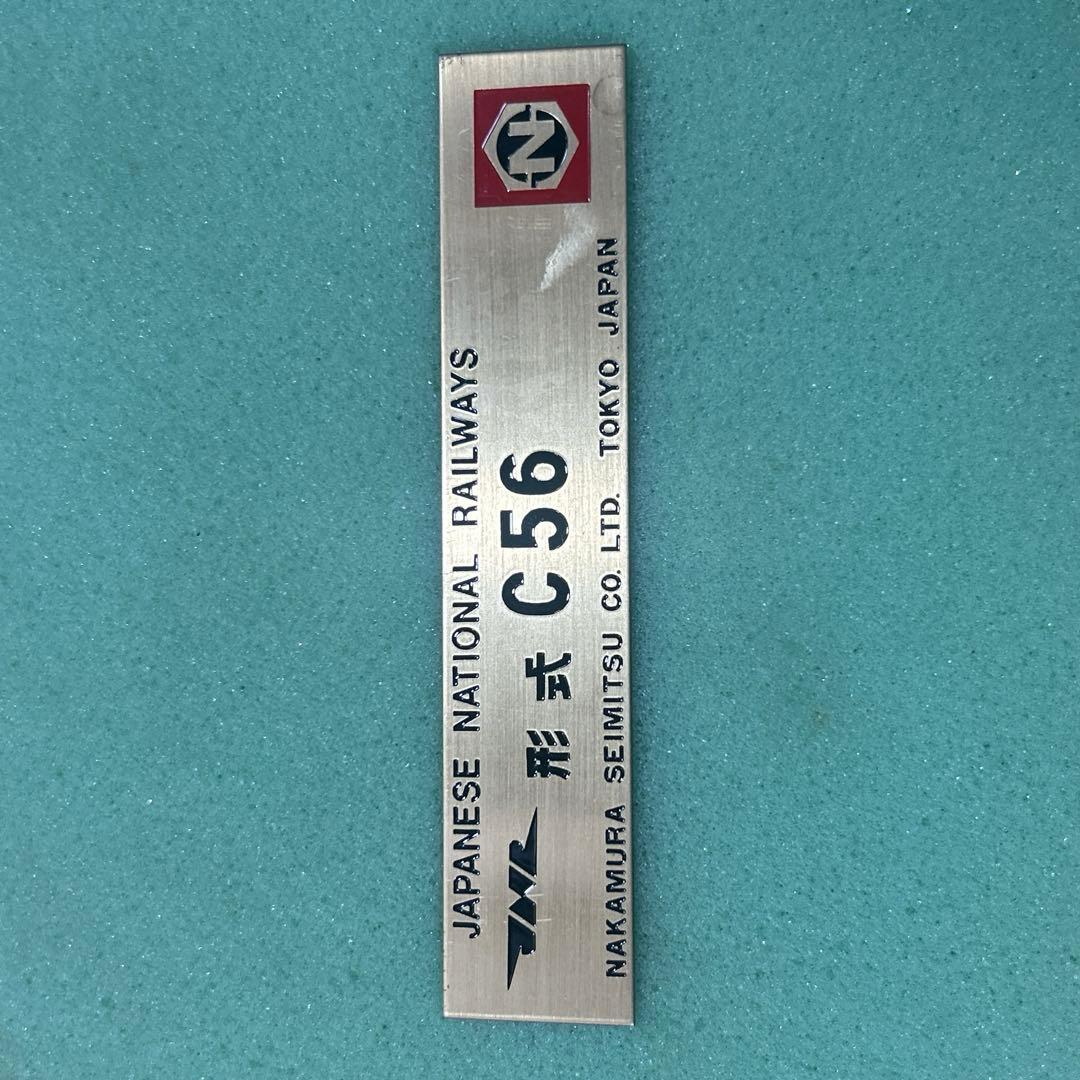 JAPANESE NATIONAL RAILWAYS
JNR 形式 C56
N
NAKAMURA SEIMITSU CO. LTD. TOKYO JAPAN